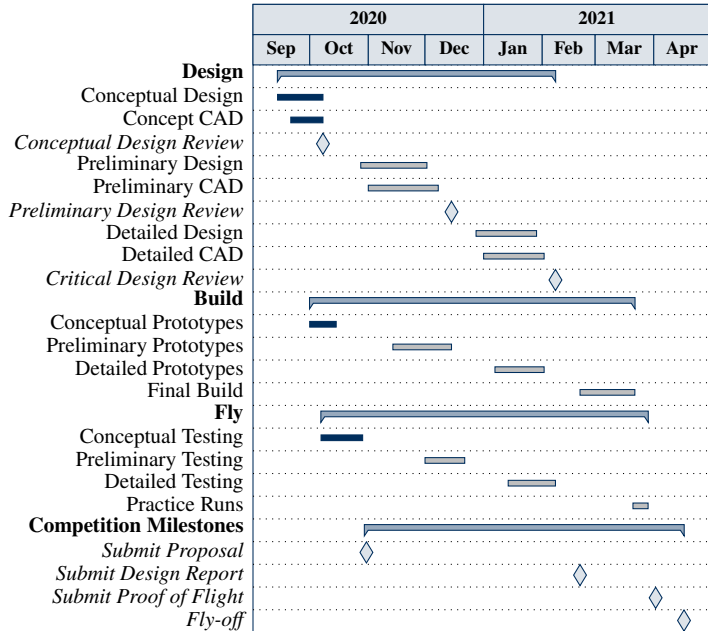 2020 2021
Sep Oct Nov Dec Jan Feb Mar Apr
Design
Conceptual Design
Concept CAD
Conceptual Design Review
Preliminary Design
Preliminary CAD
Preliminary Design Review
Detailed Design
Detailed CAD
Critical Design Review
Build
Conceptual Prototypes
Preliminary Prototypes
Detailed Prototypes
Final Build
Fly
Conceptual Testing
Preliminary Testing
Detailed Testing
Practice Runs
Competition Milestones
Submit Proposal
Submit Design Report
Submit Proof of Flight
Fly-off